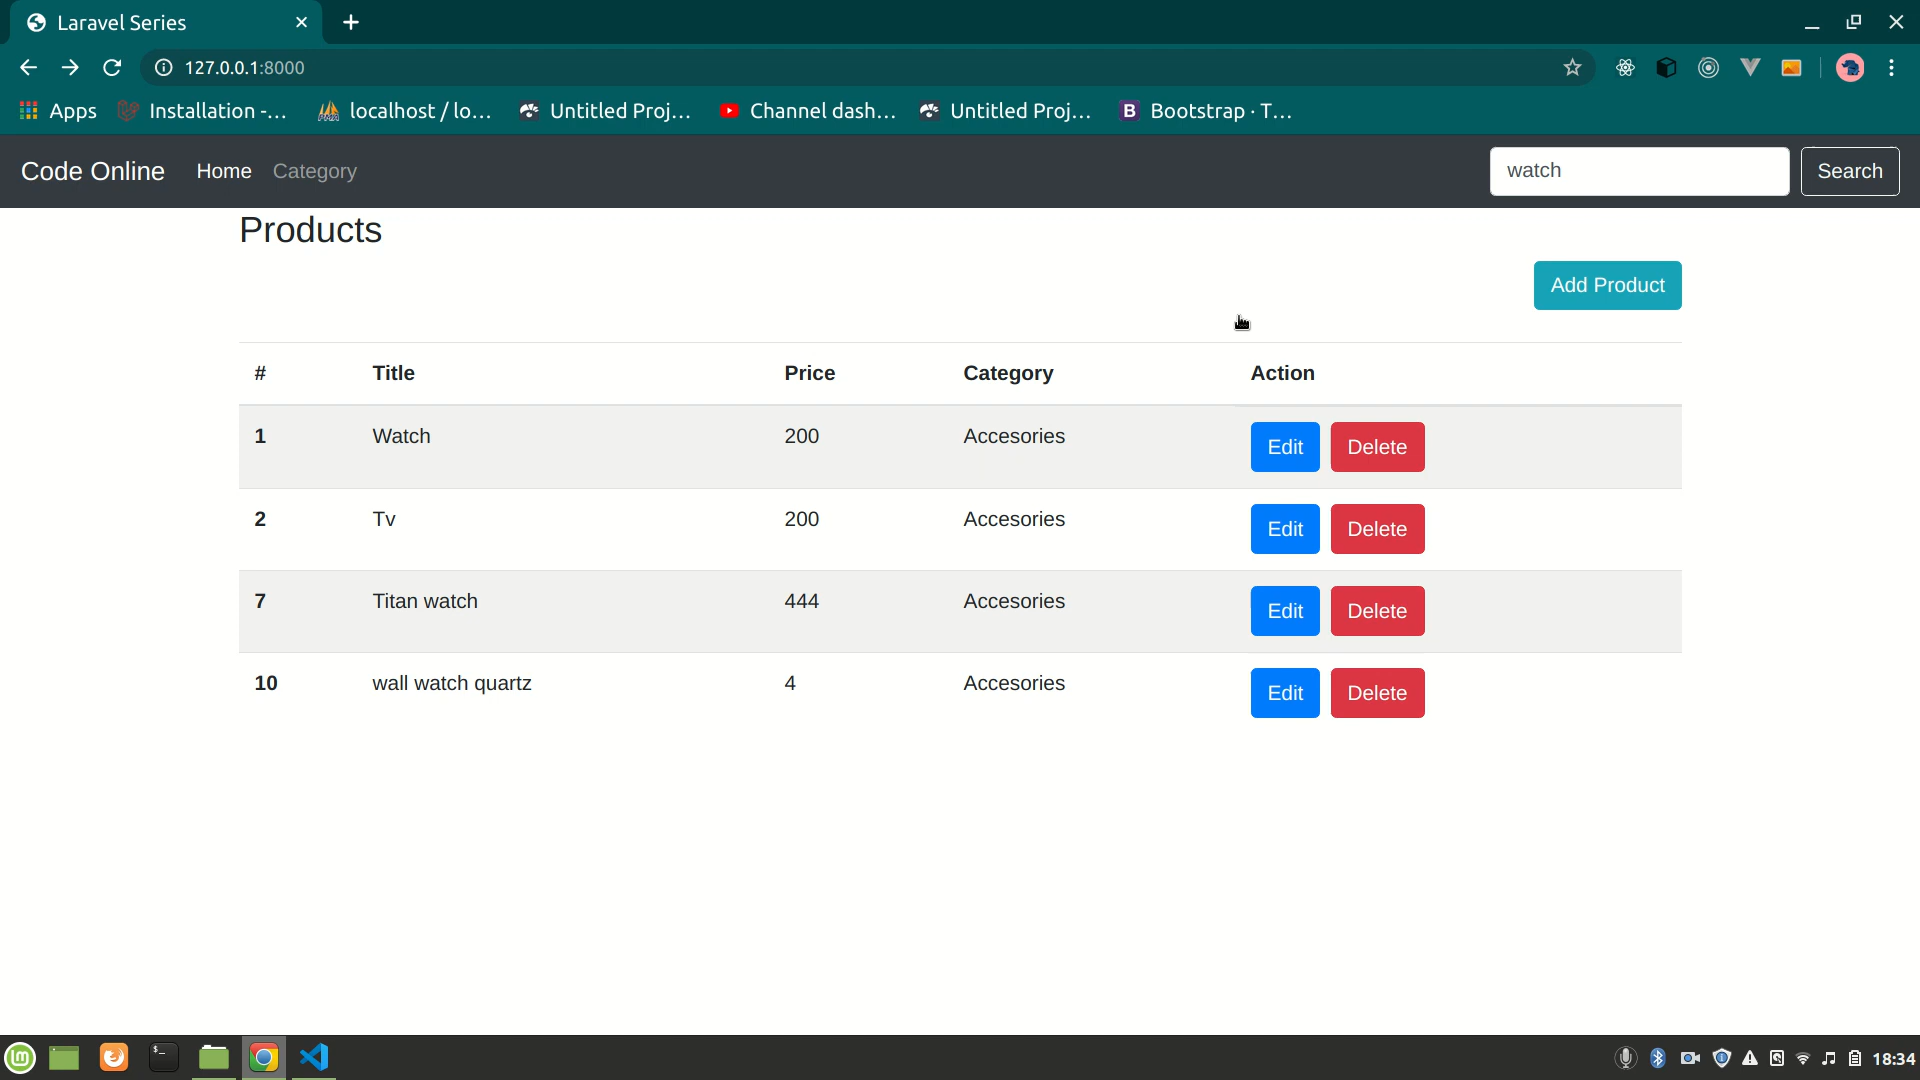 Laravel Series
127.0.0.1:8000
Apps Installation -... localhost / lo... Untitled Proj... Channel dash... Untitled Proj... Bootstrap · T...
Code Online Home Category watch Search
Products
Add Product
# Title Price Category Action
1 Watch 200 Accesories Edit Delete
2 Tv 200 Accesories Edit Delete
7 Titan watch 444 Accesories Edit Delete
10 wall watch quartz 4 Accesories Edit Delete
18:34